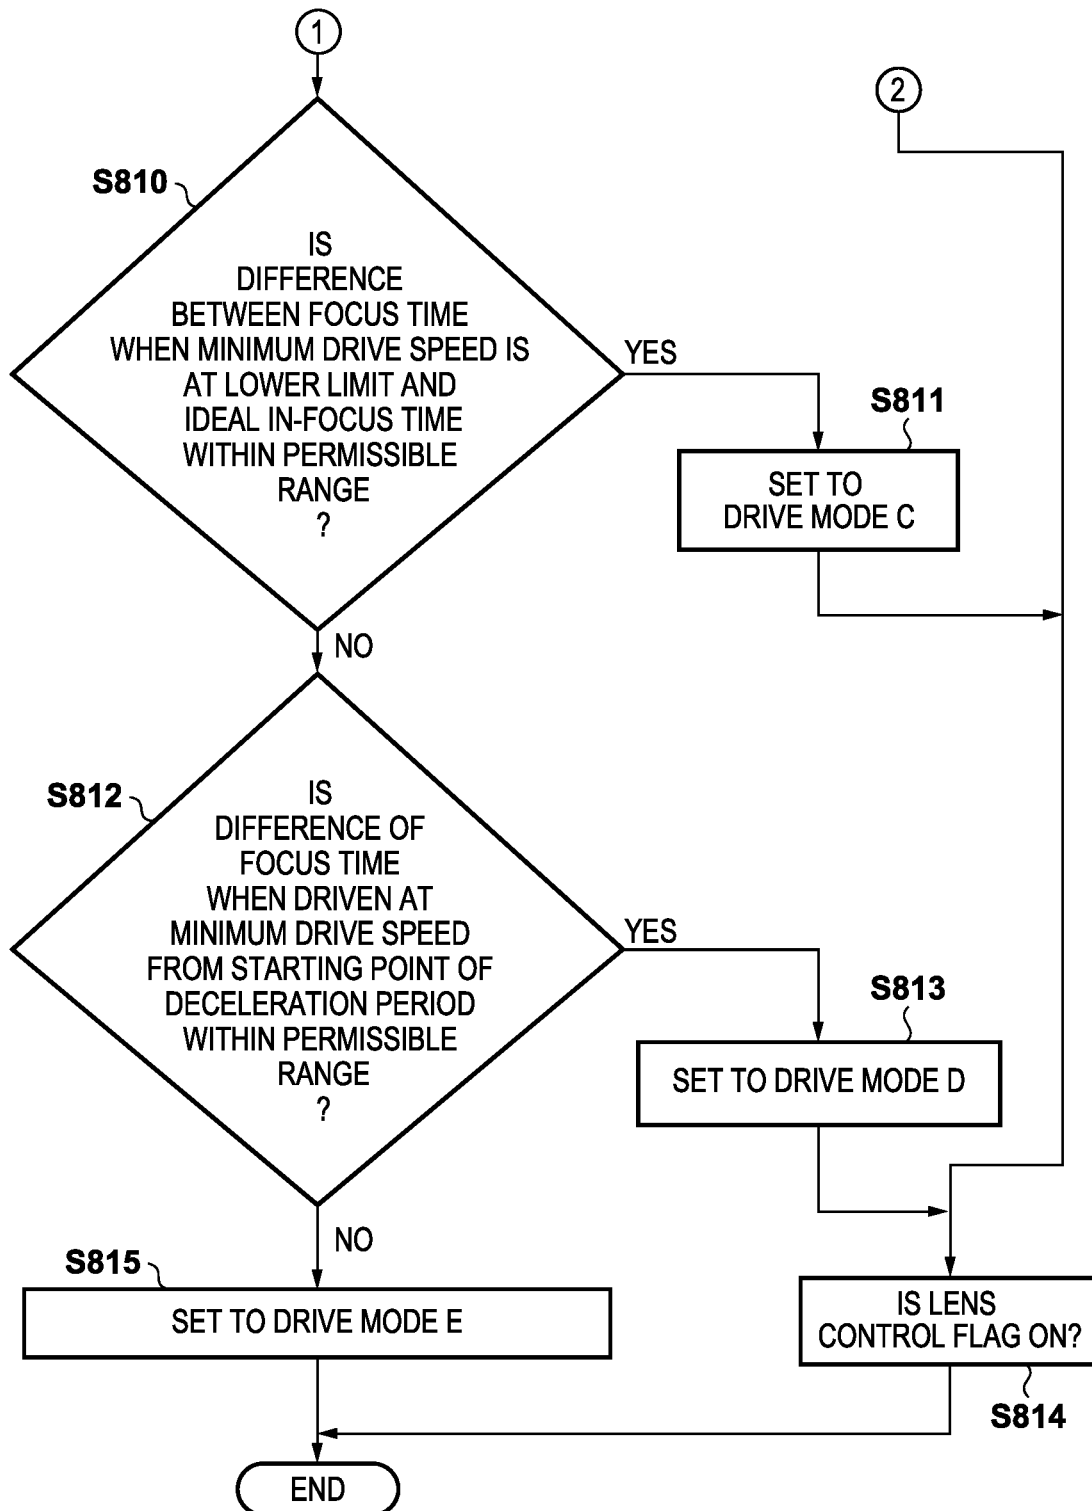 1
2
S810
IS
DIFFERENCE
BETWEEN FOCUS TIME
WHEN MINIMUM DRIVE SPEED IS
AT LOWER LIMIT AND
IDEAL IN-FOCUS TIME
WITHIN PERMISSIBLE
RANGE
?
YES
S811
SET TO
DRIVE MODE C
NO
S812
IS
DIFFERENCE OF
FOCUS TIME
WHEN DRIVEN AT
MINIMUM DRIVE SPEED
FROM STARTING POINT OF
DECELERATION PERIOD
WITHIN PERMISSIBLE
RANGE
?
YES
S813
SET TO DRIVE MODE D
NO
S815
SET TO DRIVE MODE E
IS LENS
CONTROL FLAG ON?
S814
END